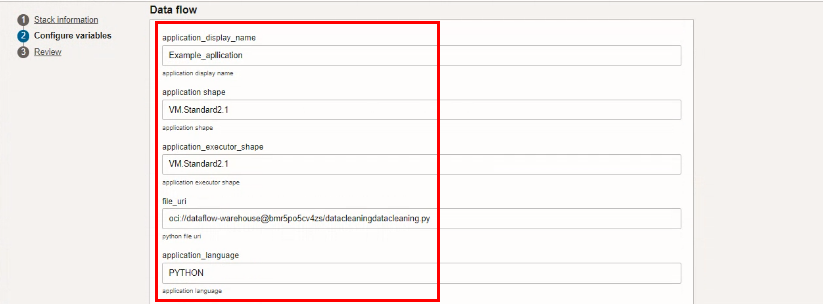 Data flow
1 Stack information
2 Configure variables
3 Review
application_display_name
Example_apllication
application display name
application shape
VM.Standard2.1
application shape
application_executor_shape
VM.Standard2.1
application executor shape
file_uri
oci://dataflow-warehouse@bmr5po5cv4zs/datacleaningdatacleaning.py
python file uri
application_language
PYTHON
application language